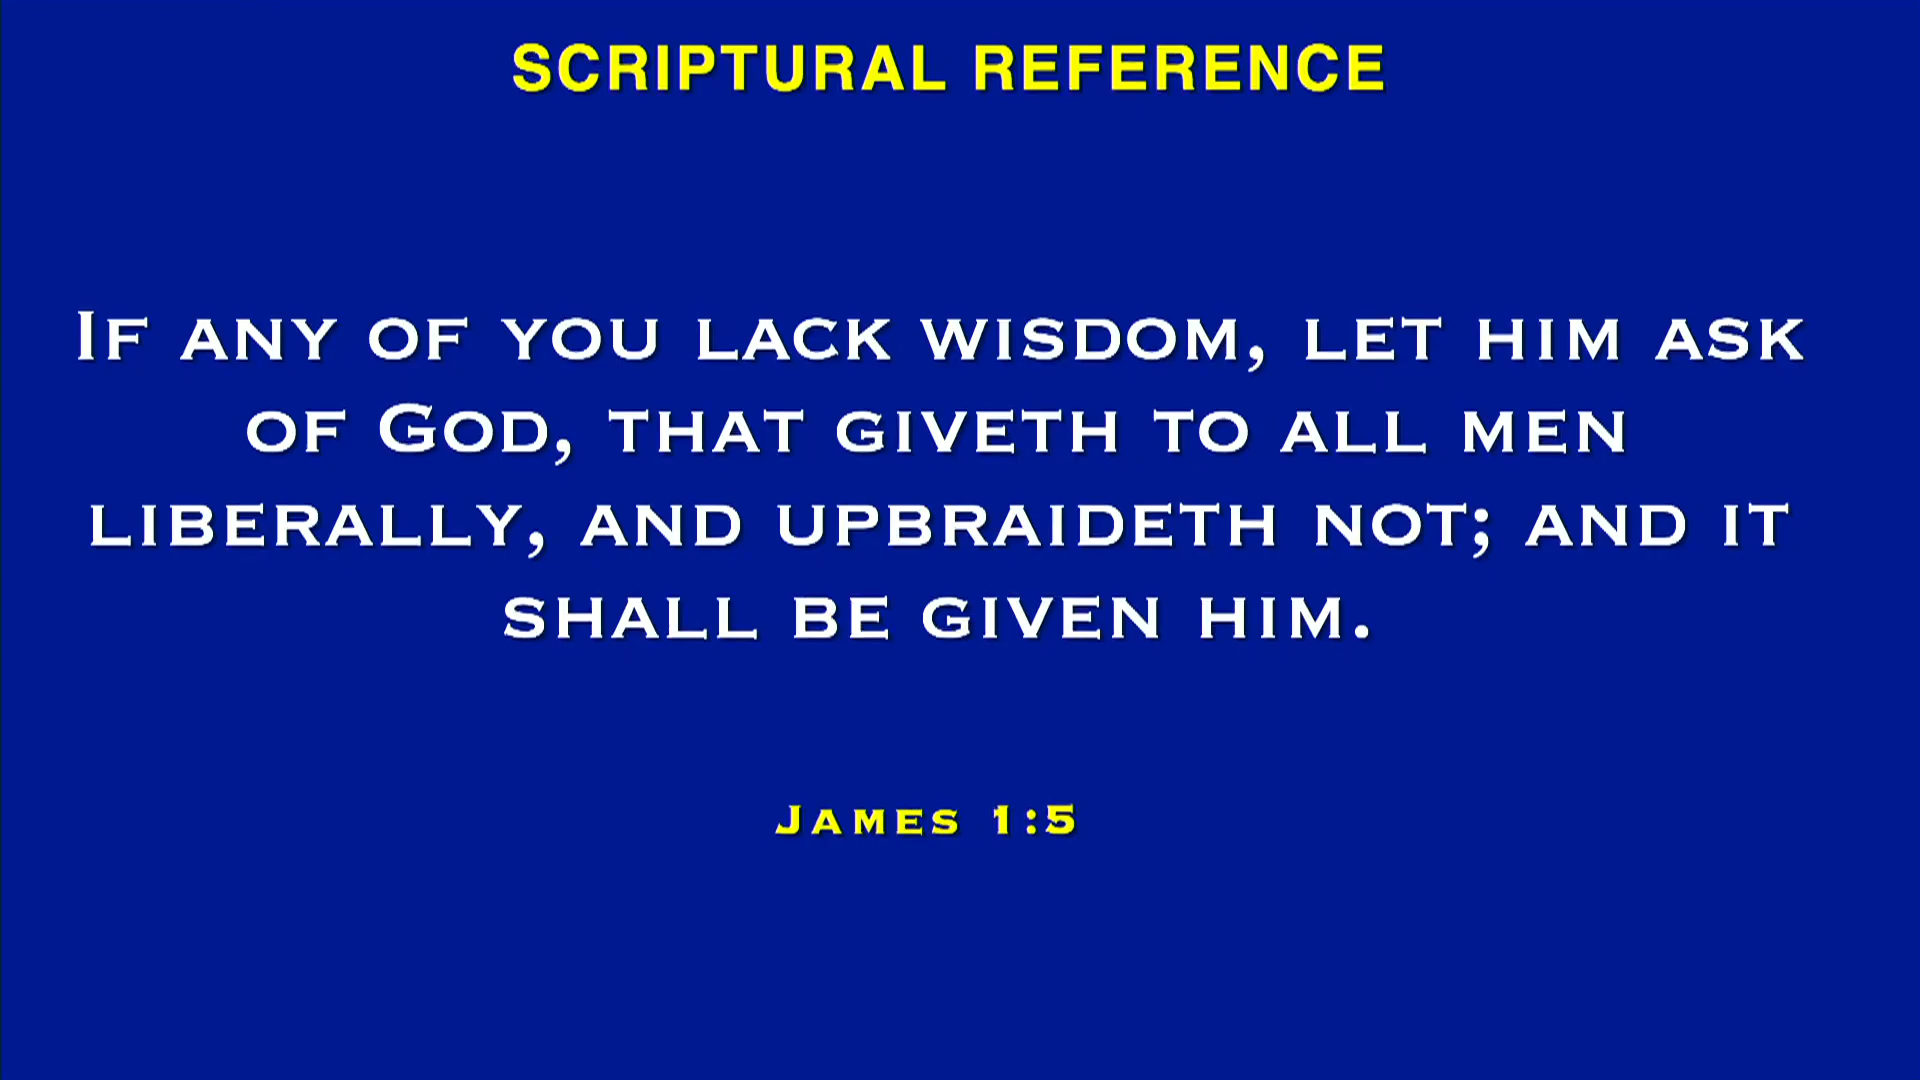 SCRIPTURAL REFERENCE
If any of you lack wisdom, let him ask
of God, that giveth to all men
liberally, and upbraideth not; and it
shall be given him.
James 1:5